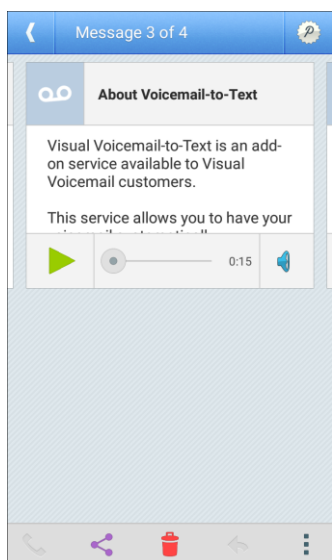 Message 3 of 4
About Voicemail-to-Text
Visual Voicemail-to-Text is an add-
on service available to Visual
Voicemail customers.
This service allows you to have your
0:15